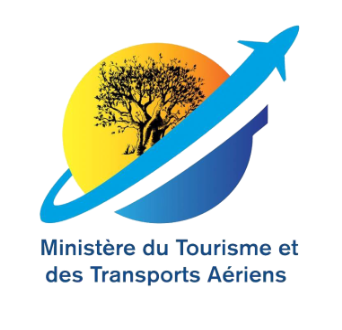 Ministère du Tourisme et
des Transports Aériens